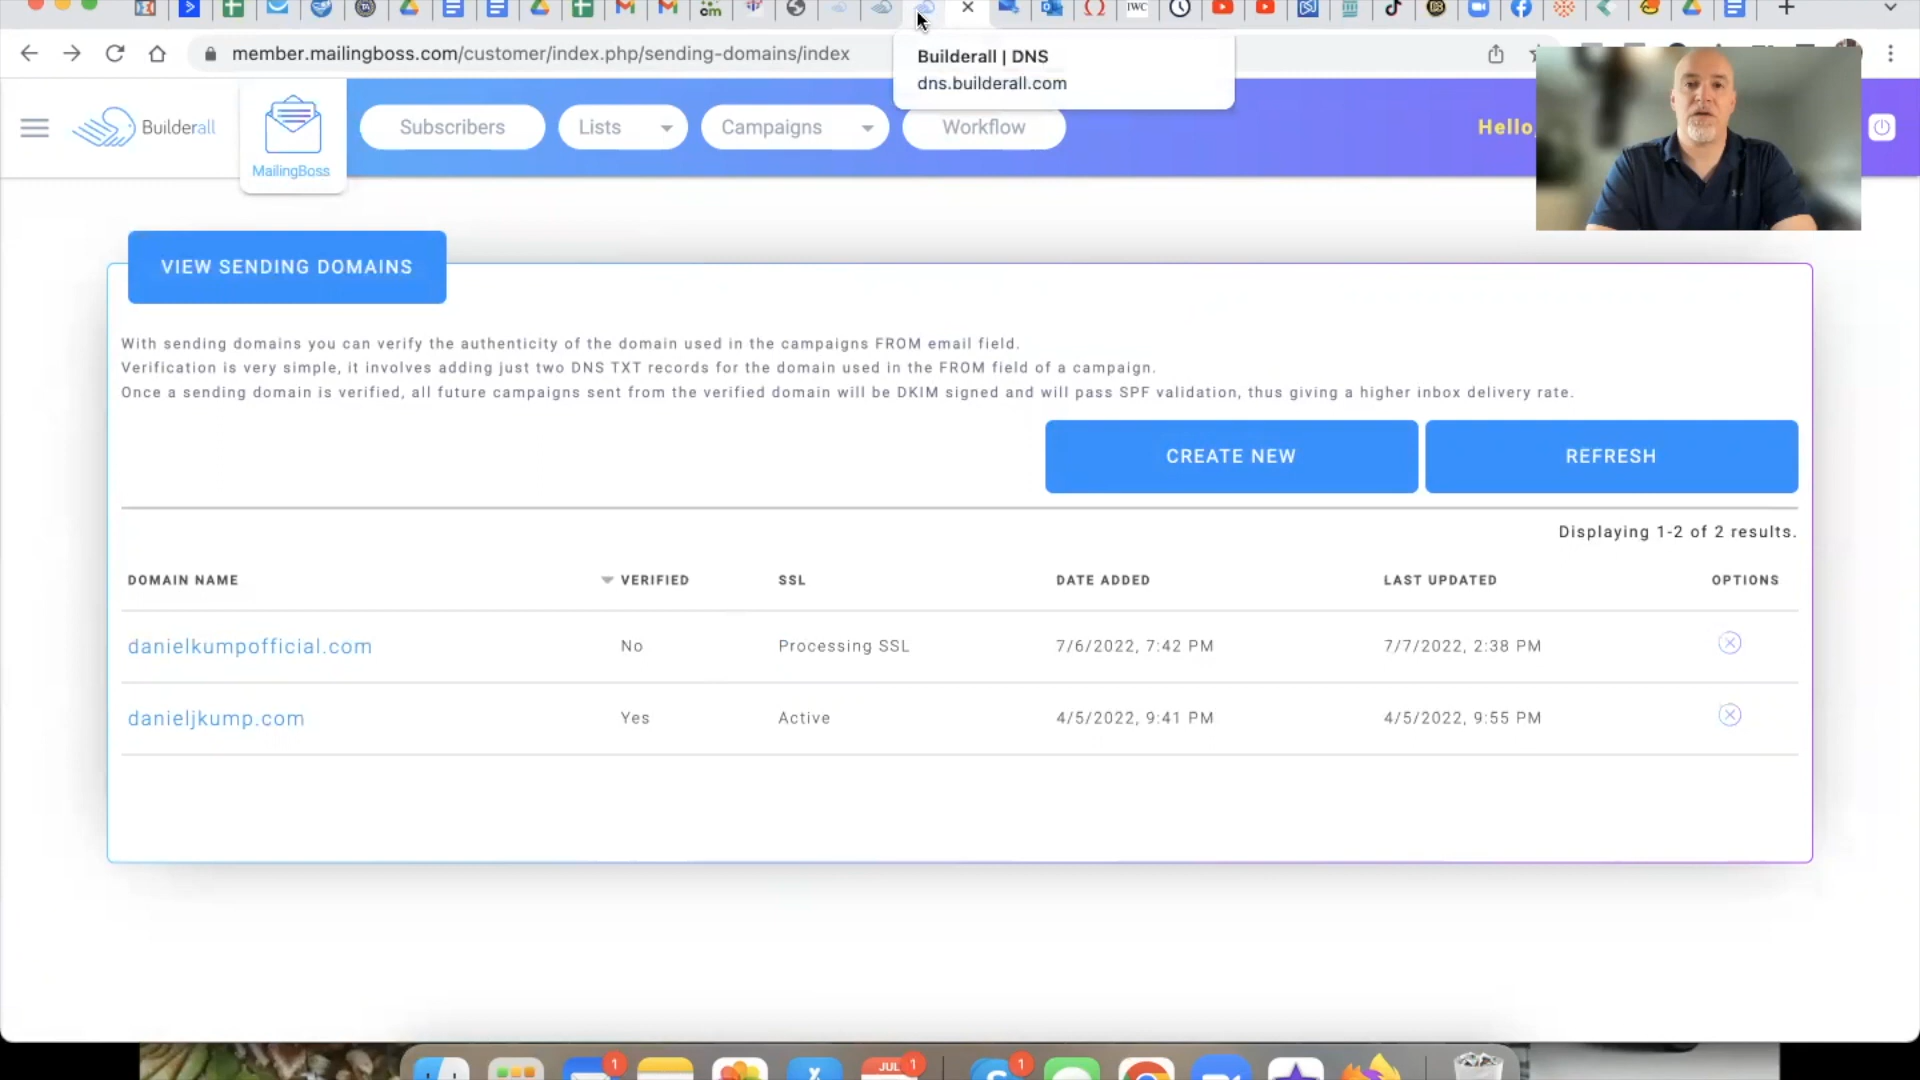 member.mailingboss.com/customer/index.php/sending-domains/index
Builderall | DNS
dns.builderall.com
Builderall
MailingBoss
Subscribers
Lists
Campaigns
Workflow
Hello,
VIEW SENDING DOMAINS
With sending domains you can verify the authenticity of the domain used in the campaigns FROM email field.
Verification is very simple, it involves adding just two DNS TXT records for the domain used in the FROM field of a campaign.
Once a sending domain is verified, all future campaigns sent from the verified domain will be DKIM signed and will pass SPF validation, thus giving a higher inbox delivery rate.
CREATE NEW
REFRESH
Displaying 1-2 of 2 results.
DOMAIN NAME VERIFIED SSL DATE ADDED LAST UPDATED OPTIONS
danielkumpofficial.com No Processing SSL 7/6/2022, 7:42 PM 7/7/2022, 2:38 PM
danieljkump.com Yes Active 4/5/2022, 9:41 PM 4/5/2022, 9:55 PM
IWC
om
JUL
1
1
1